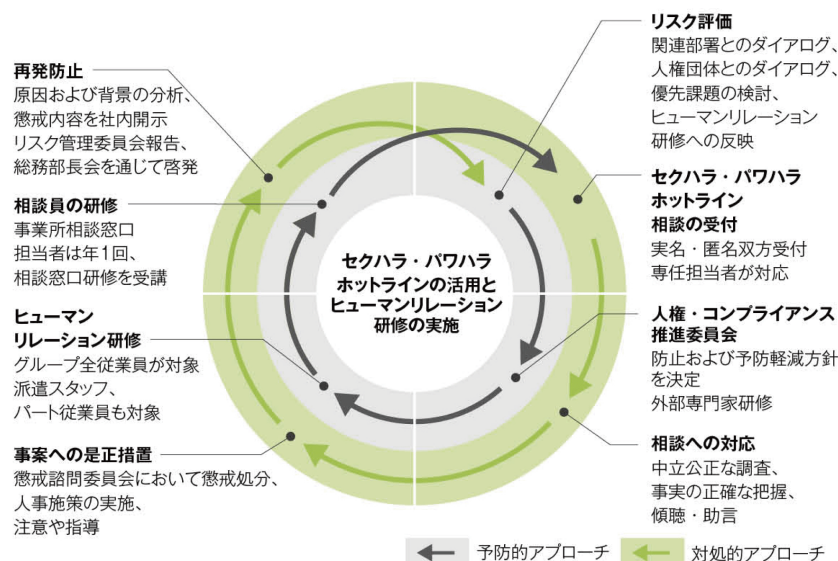 再発防止
原因および背景の分析、
懲戒内容を社内開示
リスク管理委員会報告、
総務部長会を通じて啓発
相談員の研修
事業所相談窓口
担当者は年1回、
相談窓口研修を受講
ヒューマン
リレーション研修
グループ全従業員が対象
派遣スタッフ、
パート従業員も対象
事案への是正措置
懲戒諮問委員会において懲戒処分、
人事施策の実施、
注意や指導
セクハラ・パワハラ
ホットラインの活用と
ヒューマンリレーション
研修の実施
リスク評価
関連部署とのダイアログ、
人権団体とのダイアログ、
優先課題の検討、
ヒューマンリレーション
研修への反映
セクハラ・パワハラ
ホットライン
相談の受付
実名・匿名双方受付
専任担当者が対応
人権・コンプライアンス
推進委員会
防止および予防軽減方針
を決定
外部専門家研修
相談への対応
中立公正な調査、
事実の正確な把握、
傾聴・助言
予防的アプローチ
対処的アプローチ